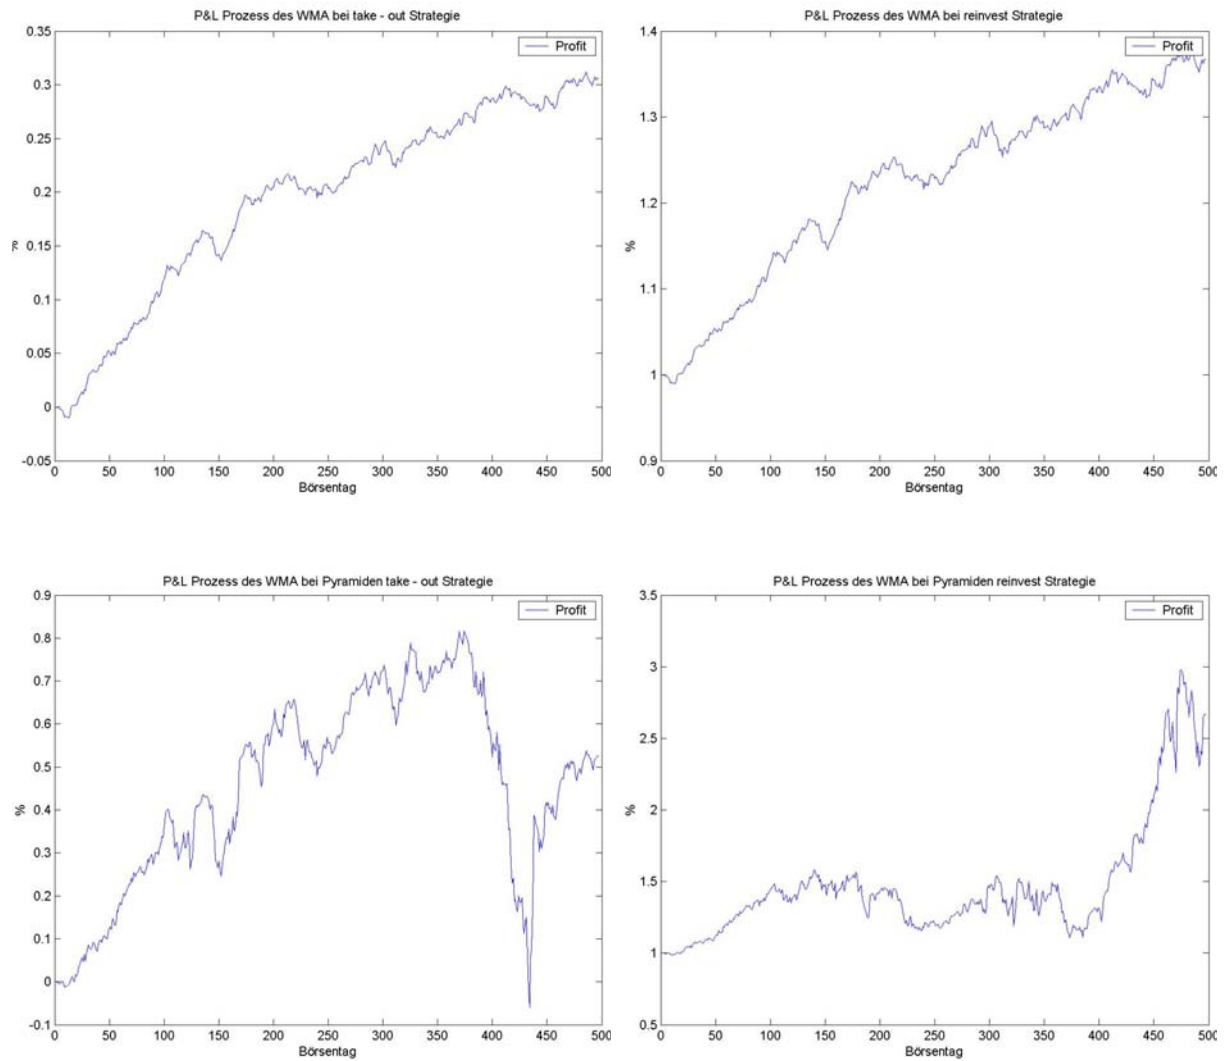 P&L Prozess des WMA bei take - out Strategie
Profit
0.35
0.3
0.25
0.2
0.15
0.1
0.05
0
-0.05
%
0 50 100 150 200 250 300 350 400 450 500
Börsentag
P&L Prozess des WMA bei reinvest Strategie
Profit
1.4
1.3
1.2
1.1
1
0.9
%
0 50 100 150 200 250 300 350 400 450 500
Börsentag
P&L Prozess des WMA bei Pyramiden take - out Strategie
Profit
0.9
0.8
0.7
0.6
0.5
0.4
0.3
0.2
0.1
0
-0.1
%
0 50 100 150 200 250 300 350 400 450 500
Börsentag
P&L Prozess des WMA bei Pyramiden reinvest Strategie
Profit
3.5
3
2.5
2
1.5
1
0.5
%
0 50 100 150 200 250 300 350 400 450 500
Börsentag